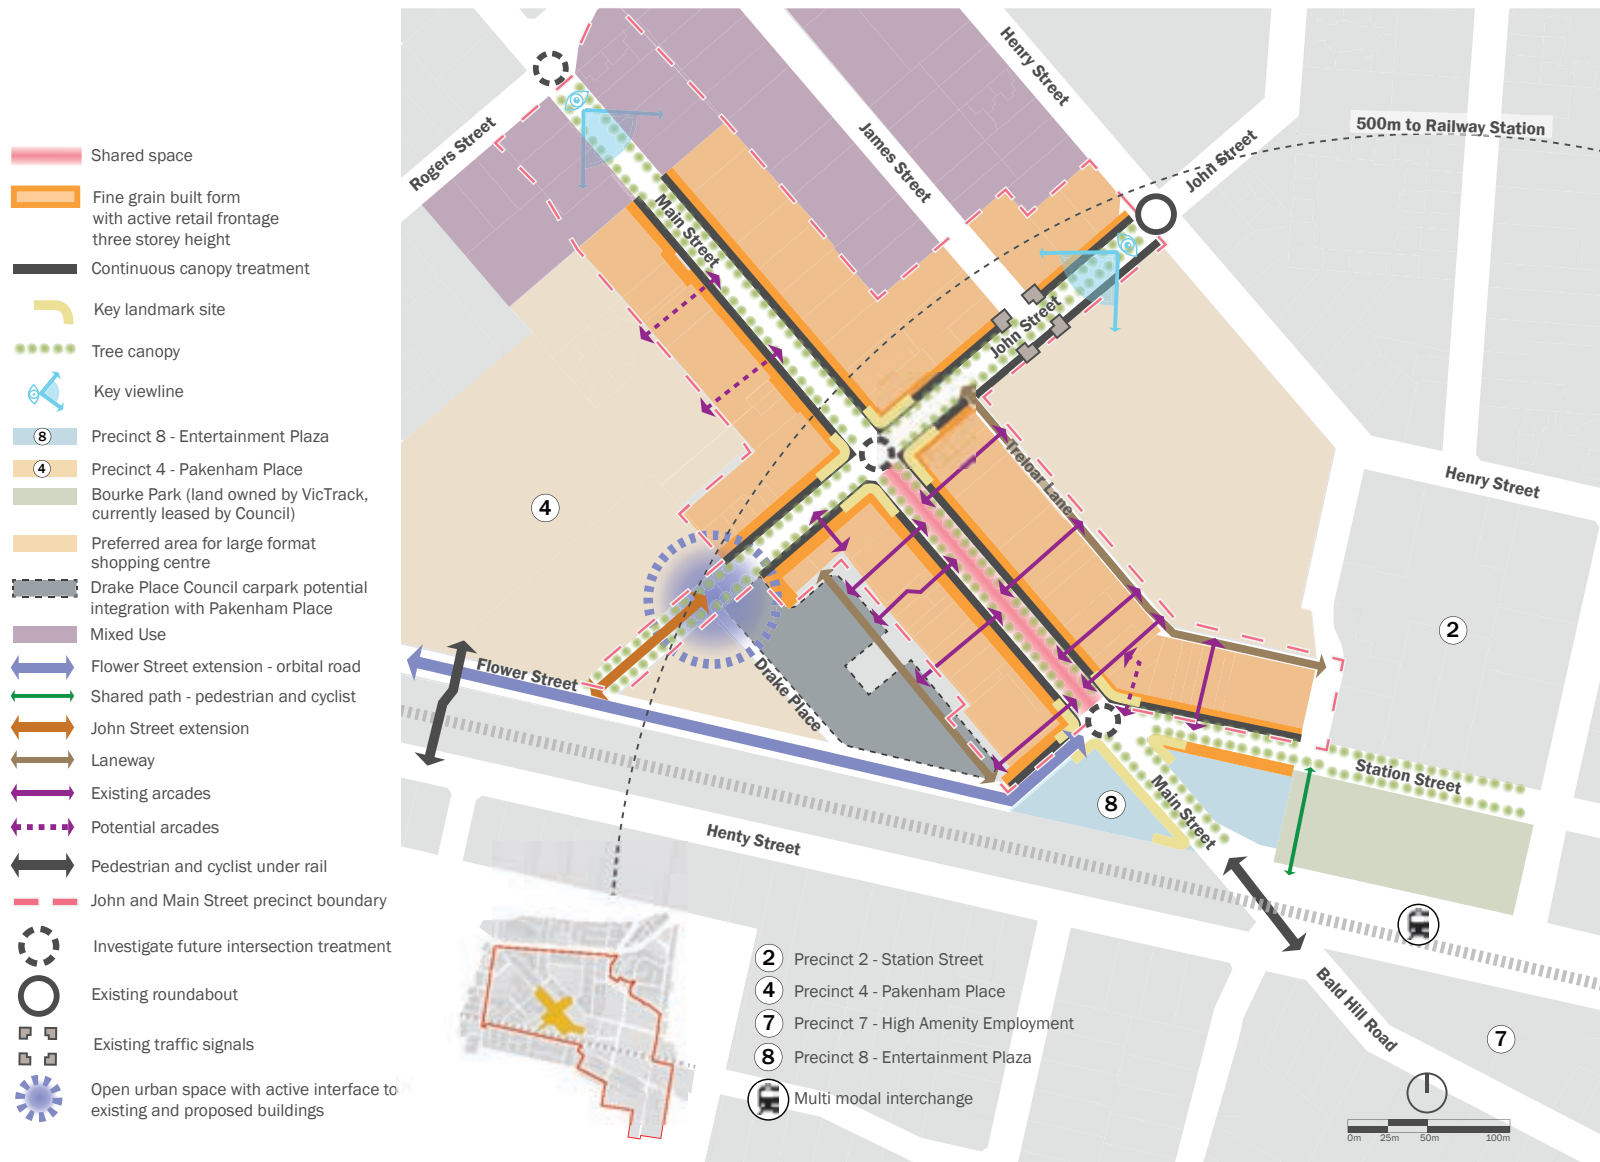 Shared space
Fine grain built form
with active retail frontage
three storey height
Continuous canopy treatment
Key landmark site
Tree canopy
Key viewline
8
Precinct 8 - Entertainment Plaza
4
Precinct 4 - Pakenham Place
Bourke Park (land owned by VicTrack,
currently leased by Council)
Preferred area for large format
shopping centre
Drake Place Council carpark potential
integration with Pakenham Place
Mixed Use
Flower Street extension - orbital road
Shared path - pedestrian and cyclist
John Street extension
Laneway
Existing arcades
Potential arcades
Pedestrian and cyclist under rail
John and Main Street precinct boundary
Investigate future intersection treatment
Existing roundabout
Existing traffic signals
Open urban space with active interface to
existing and proposed buildings
Henry Street
500m to Railway Station
Rogers Street
James Street
John Street
Main Street
John Street
Treloar Lane
Henry Street
4
2
Flower Street
Drake Place
Station Street
8
Main Street
Henty Street
Bald Hill Road
7
2
Precinct 2 - Station Street
4
Precinct 4 - Pakenham Place
7
Precinct 7 - High Amenity Employment
8
Precinct 8 - Entertainment Plaza
Multi modal interchange
0m 25m 50m 100m